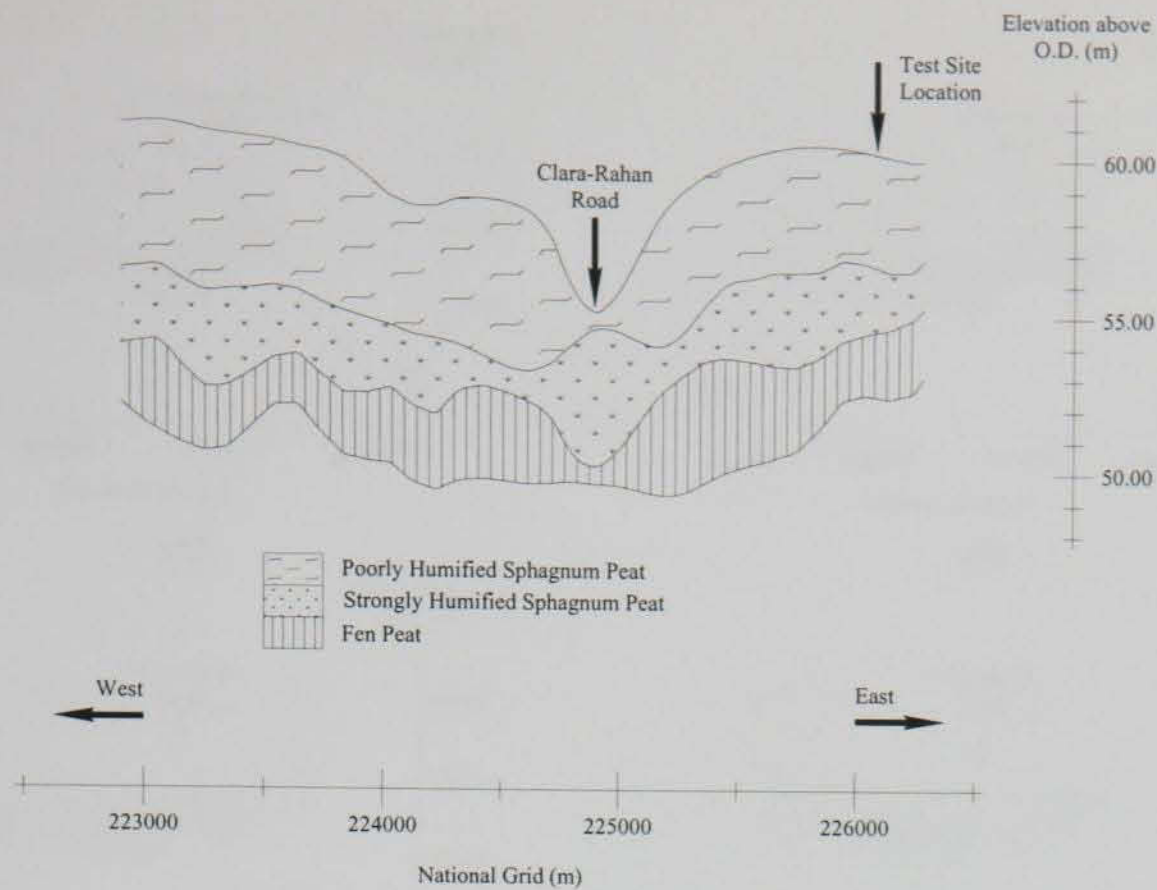 Elevation above
O.D. (m)
Test Site
Location
60.00
Clara-Rahan
Road
55.00
50.00
Poorly Humified Sphagnum Peat
Strongly Humified Sphagnum Peat
Fen Peat
West
East
223000
224000
225000
226000
National Grid (m)